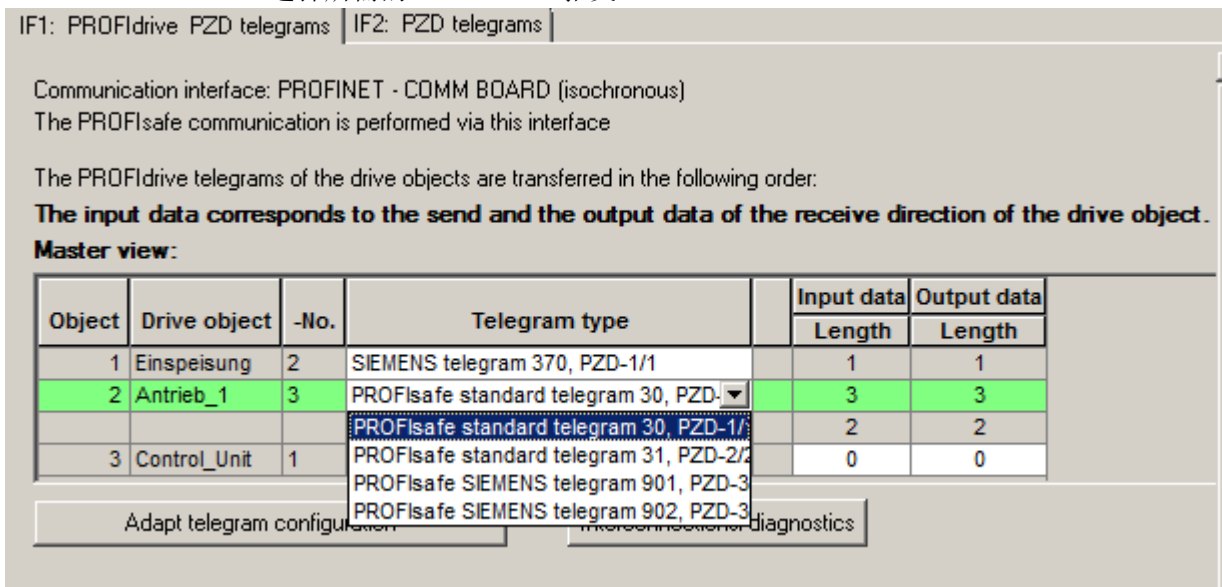 IF1: PROFIdrive PZD telegrams IF2: PZD telegrams
Communication interface: PROFINET - COMM BOARD (isochronous)
The PROFIsafe communication is performed via this interface
The PROFIdrive telegrams of the drive objects are transferred in the following order:
The input data corresponds to the send and the output data of the receive direction of the drive object.
Master view:
Object Drive object -No. Telegram type Input data Output data
Length Length
1 Einspeisung 2 SIEMENS telegram 370, PZD-1/1 1 1
2 Antrieb_1 3 PROFIsafe standard telegram 30, PZD- 3 3
PROFIsafe standard telegram 30, PZD-1/ 2 2
PROFIsafe standard telegram 31, PZD-2/2
3 Control_Unit 1 0 0
PROFIsafe SIEMENS telegram 901, PZD-3
PROFIsafe SIEMENS telegram 902, PZD-3
Adapt telegram diagnostics